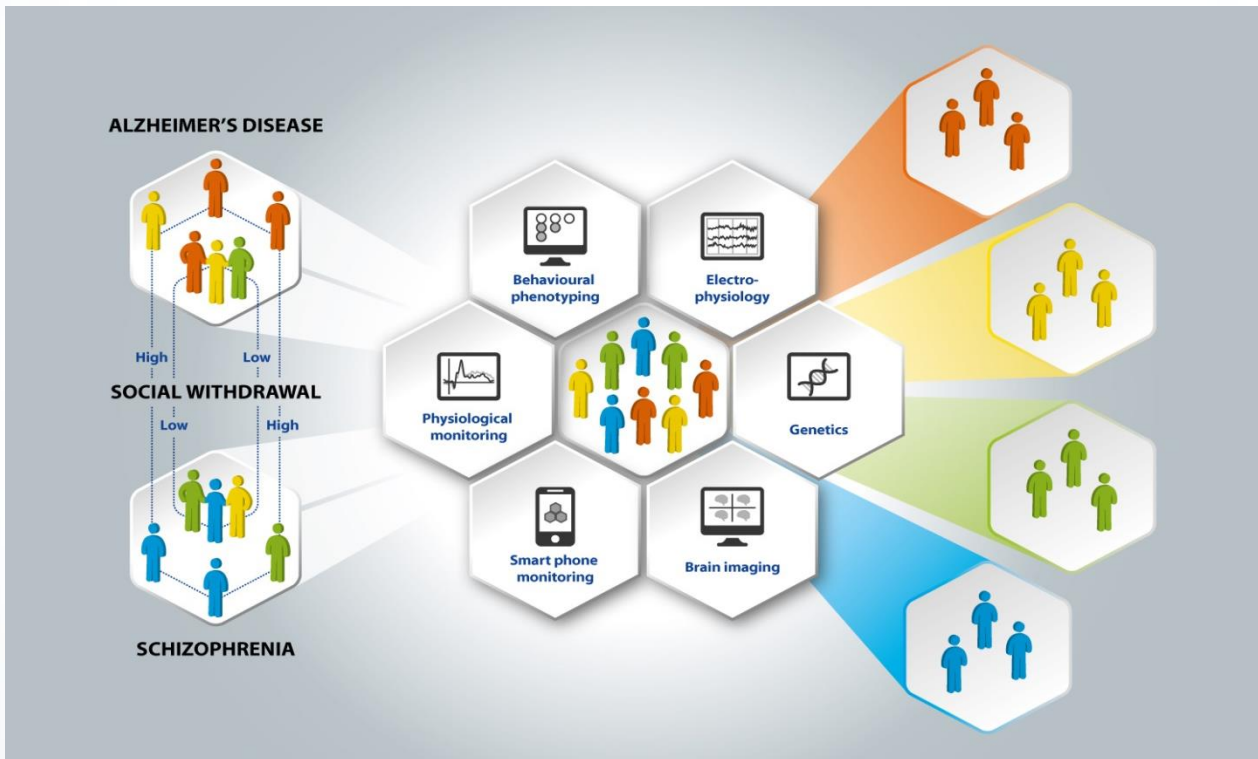 ALZHEIMER'S DISEASE
High
Low
SOCIAL WITHDRAWAL
Low
High
SCHIZOPHRENIA
Behavioural
phenotyping
Electro-
physiology
Physiological
monitoring
Genetics
Smart phone
monitoring
Brain imaging